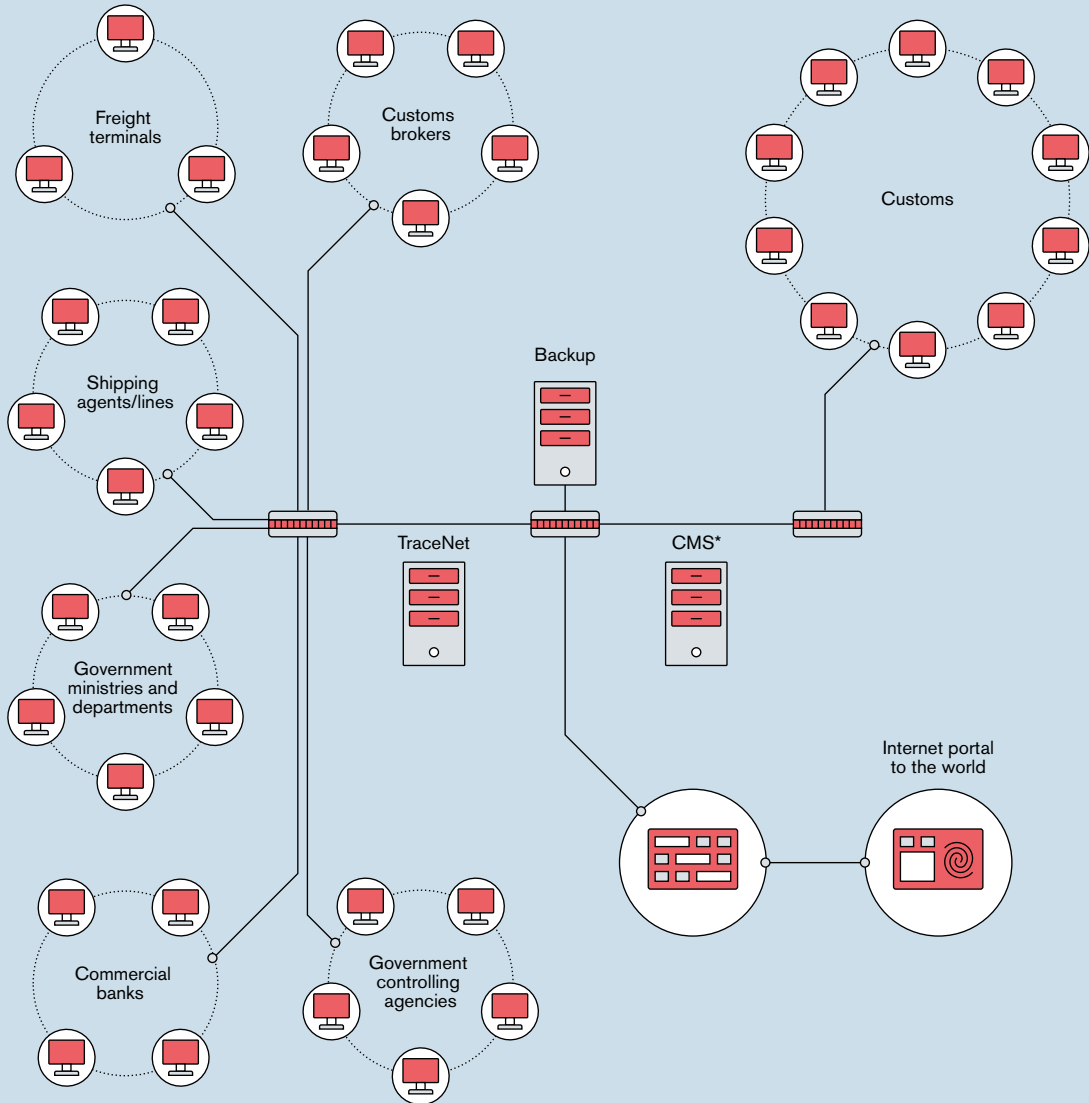 Freight
terminals
Customs
brokers
Customs
Shipping
agents/lines
Backup
TraceNet
CMS*
Government
ministries and
departments
Internet portal
to the world
Commercial
banks
Government
controlling
agencies